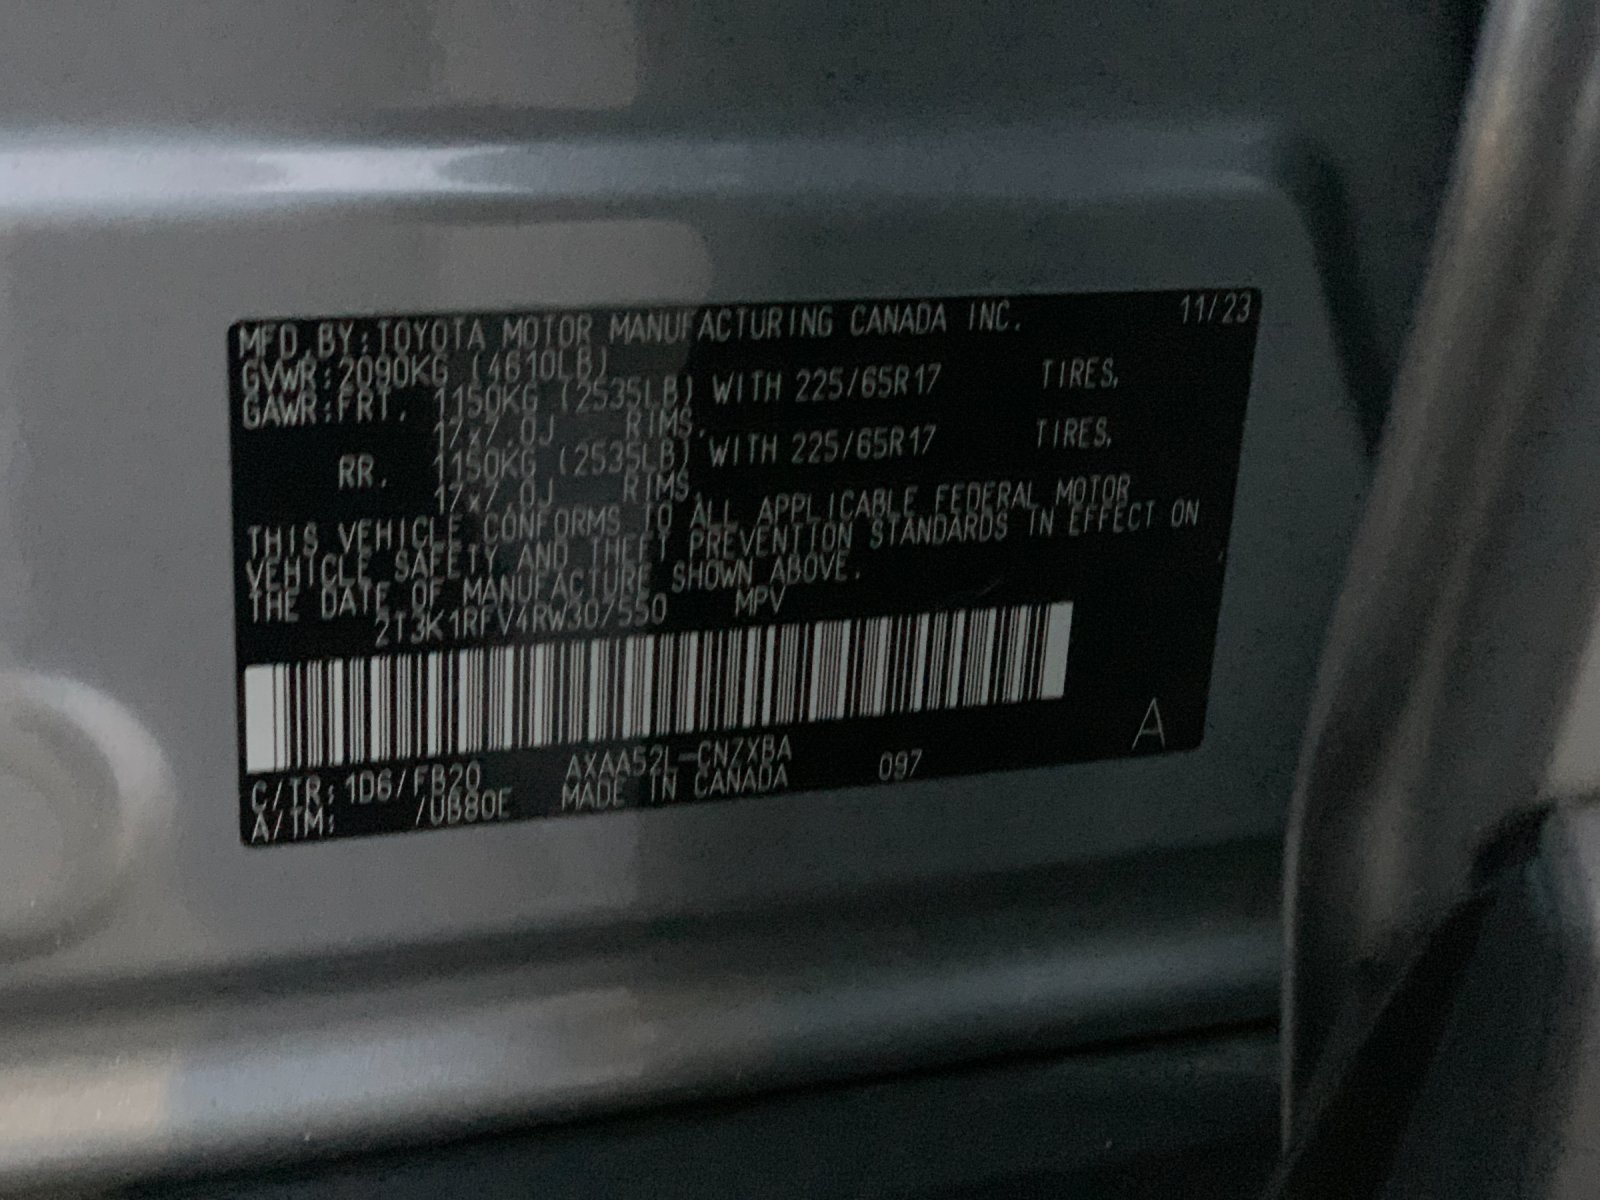 MFD.BY:TOYOTA MOTOR MANUFACTURING CANADA INC. 11/23
GVWR:2090KG (4610LB)
GAWR:FRT. 1150KG (2535LB) WITH 225/65R17 TIRES,
17x7.0J RIMS.
RR. 1150KG (2535LB) WITH 225/65R17 TIRES,
17x7.0J RIMS.
THIS VEHICLE CONFORMS TO ALL APPLICABLE FEDERAL MOTOR
VEHICLE SAFETY AND THEFT PREVENTION STANDARDS IN EFFECT ON
THE DATE OF MANUFACTURE SHOWN ABOVE.
2T3K1RFV4RW307550 MPV
C/TR:1D6/FB20 AXAA52L-CNZXBA 097 A
A/TM: /UB80E MADE IN CANADA